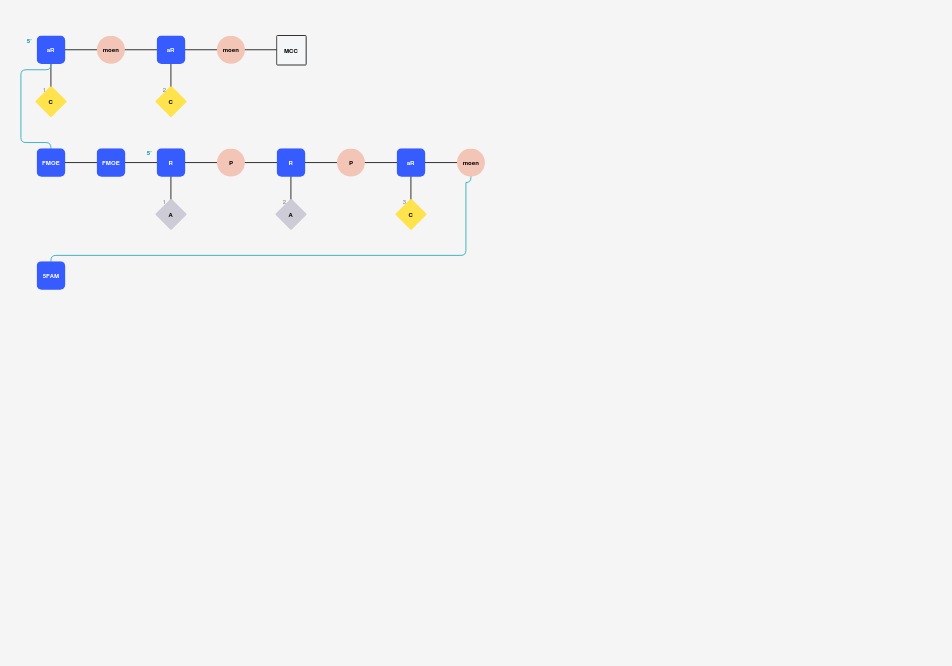 5' aR moen aR moen MCC
1 C 2 C
FMOE FMOE 5' R P R P aR moen
1 A 2 A 3 C
5FAM